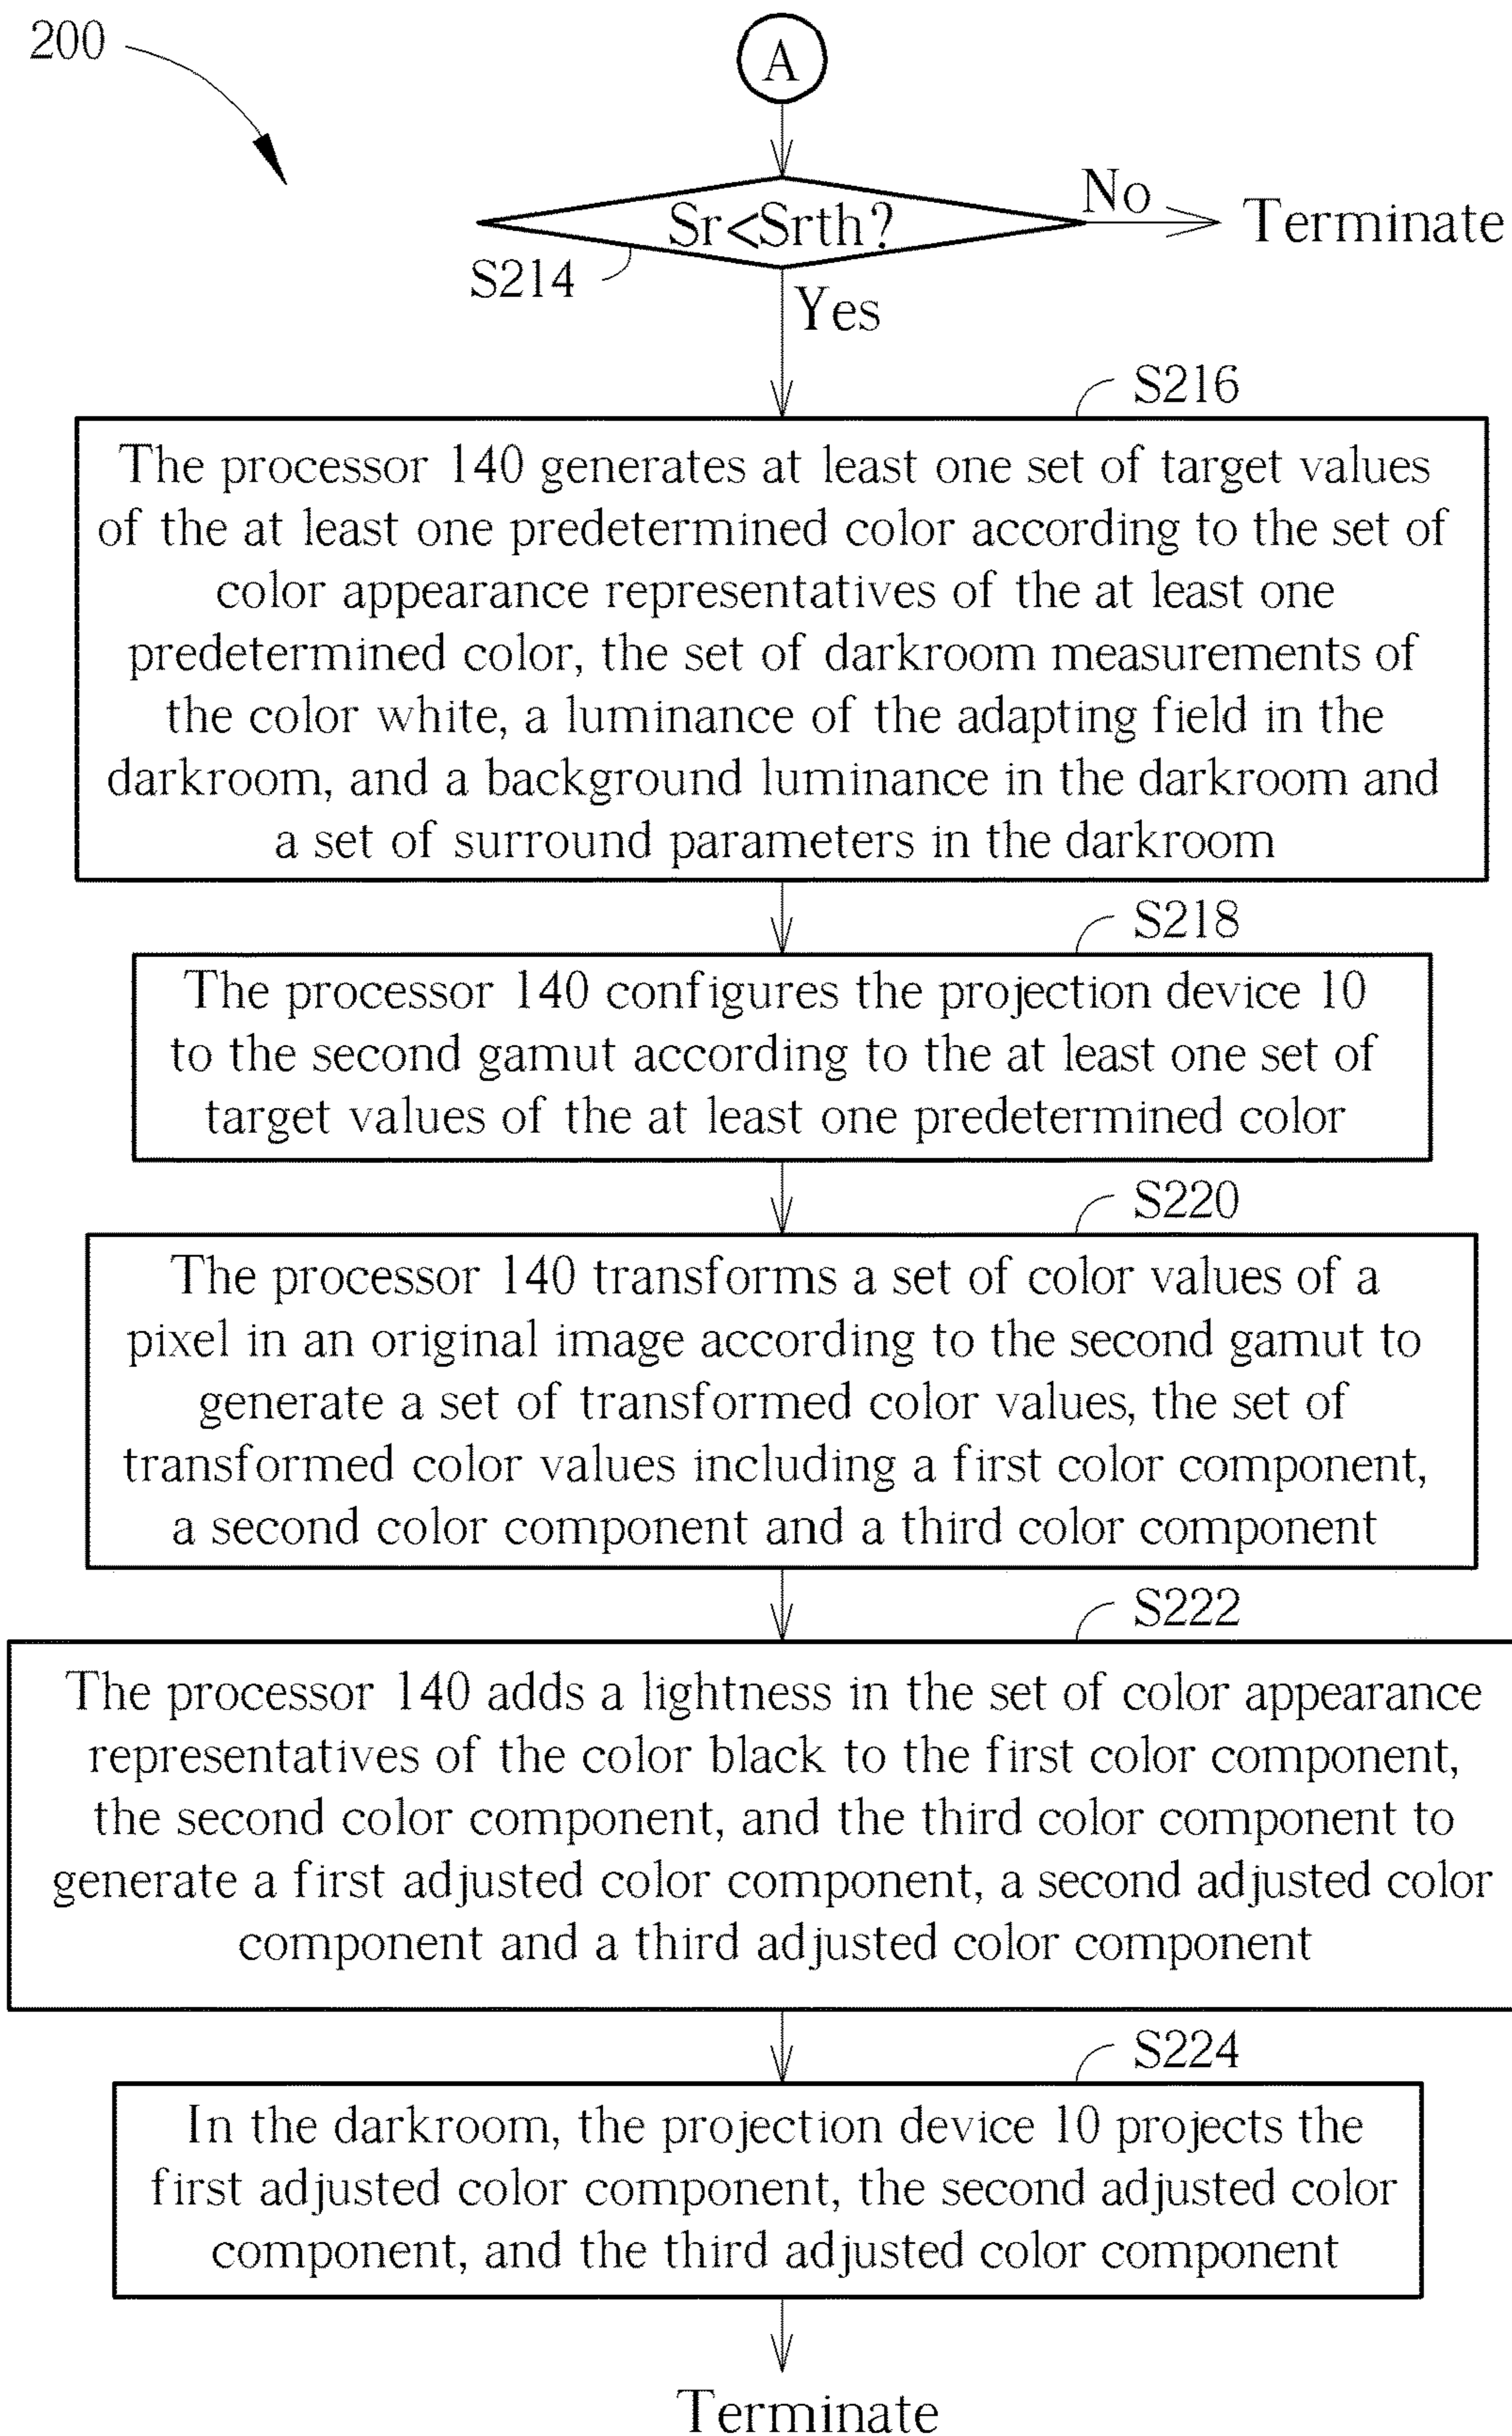 200
A
Sr<Srth?
No
Terminate
S214
Yes
S216
The processor 140 generates at least one set of target values
of the at least one predetermined color according to the set of
color appearance representatives of the at least one
predetermined color, the set of darkroom measurements of
the color white, a luminance of the adapting field in the
darkroom, and a background luminance in the darkroom and
a set of surround parameters in the darkroom
S218
The processor 140 configures the projection device 10
to the second gamut according to the at least one set of
target values of the at least one predetermined color
S220
The processor 140 transforms a set of color values of a
pixel in an original image according to the second gamut to
generate a set of transformed color values, the set of
transformed color values including a first color component,
a second color component and a third color component
S222
The processor 140 adds a lightness in the set of color appearance
representatives of the color black to the first color component,
the second color component, and the third color component to
generate a first adjusted color component, a second adjusted color
component and a third adjusted color component
S224
In the darkroom, the projection device 10 projects the
first adjusted color component, the second adjusted color
component, and the third adjusted color component
Terminate